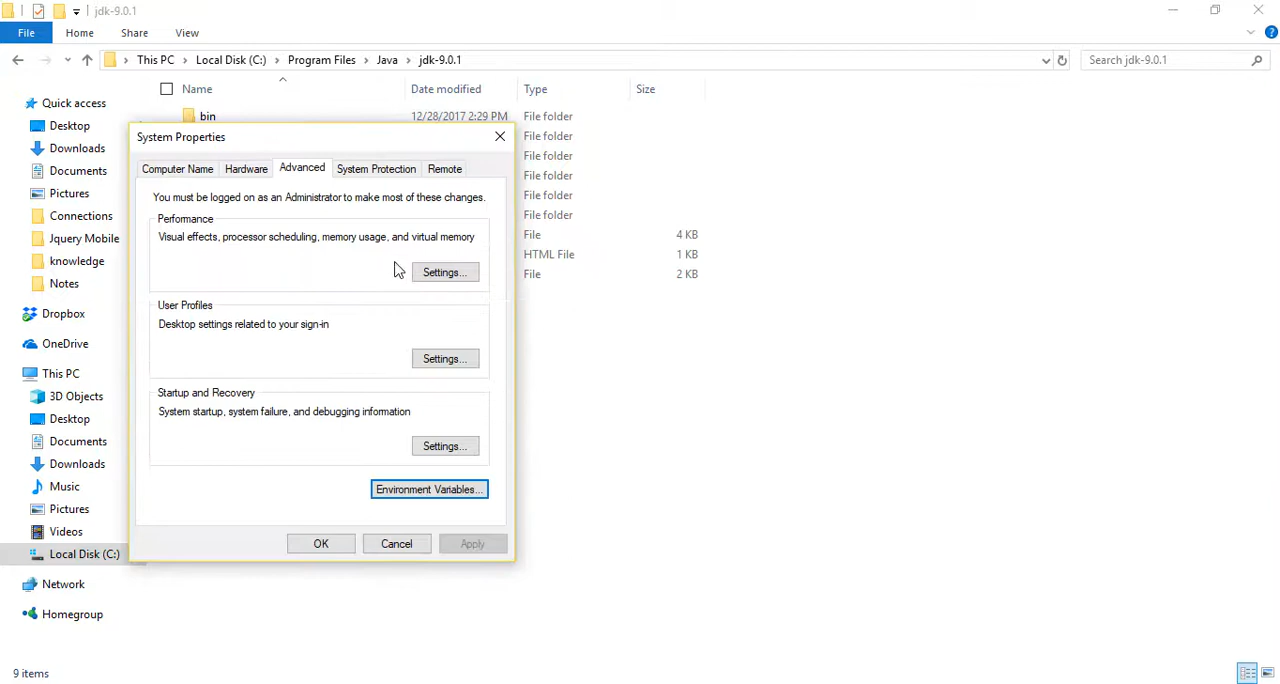 jdk-9.0.1
File Home Share View
This PC Local Disk (C:) Program Files Java jdk-9.0.1
Search jdk-9.0.1
Name Date modified Type Size
bin 12/28/2017 2:29 PM File folder
File folder
File folder
File folder
File folder
File folder
File 4 KB
HTML File 1 KB
File 2 KB
Quick access
Desktop
Downloads
Documents
Pictures
Connections
Jquery Mobile
knowledge
Notes
Dropbox
OneDrive
This PC
3D Objects
Desktop
Documents
Downloads
Music
Pictures
Videos
Local Disk (C:)
Network
Homegroup
9 items
System Properties
Computer Name Hardware Advanced System Protection Remote
You must be logged on as an Administrator to make most of these changes.
Performance
Visual effects, processor scheduling, memory usage, and virtual memory
Settings...
User Profiles
Desktop settings related to your sign-in
Settings...
Startup and Recovery
System startup, system failure, and debugging information
Settings...
Environment Variables...
OK Cancel Apply